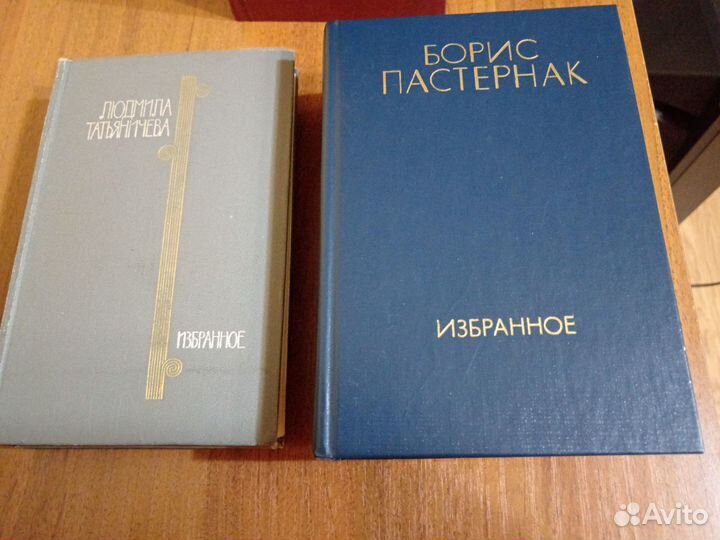 ЛЮДМИЛА
ТАТЬЯНИЧЕВА
ИЗБРАННОЕ
БОРИС
ПАСТЕРНАК
ИЗБРАННОЕ
Avito